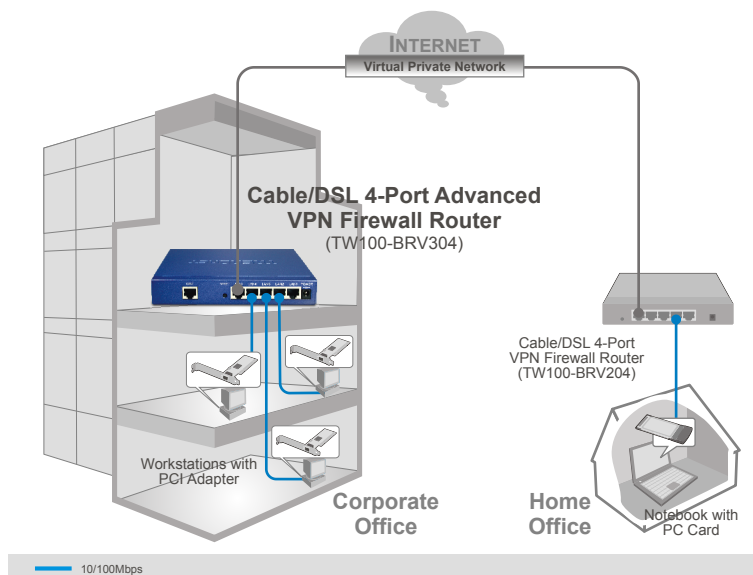 INTERNET
Virtual Private Network
Cable/DSL 4-Port Advanced
VPN Firewall Router
(TW100-BRV304)
Cable/DSL 4-Port
VPN Firewall Router
(TW100-BRV204)
Workstations with
PCI Adapter
Corporate
Office
Home
Office
Notebook with
PC Card
10/100Mbps